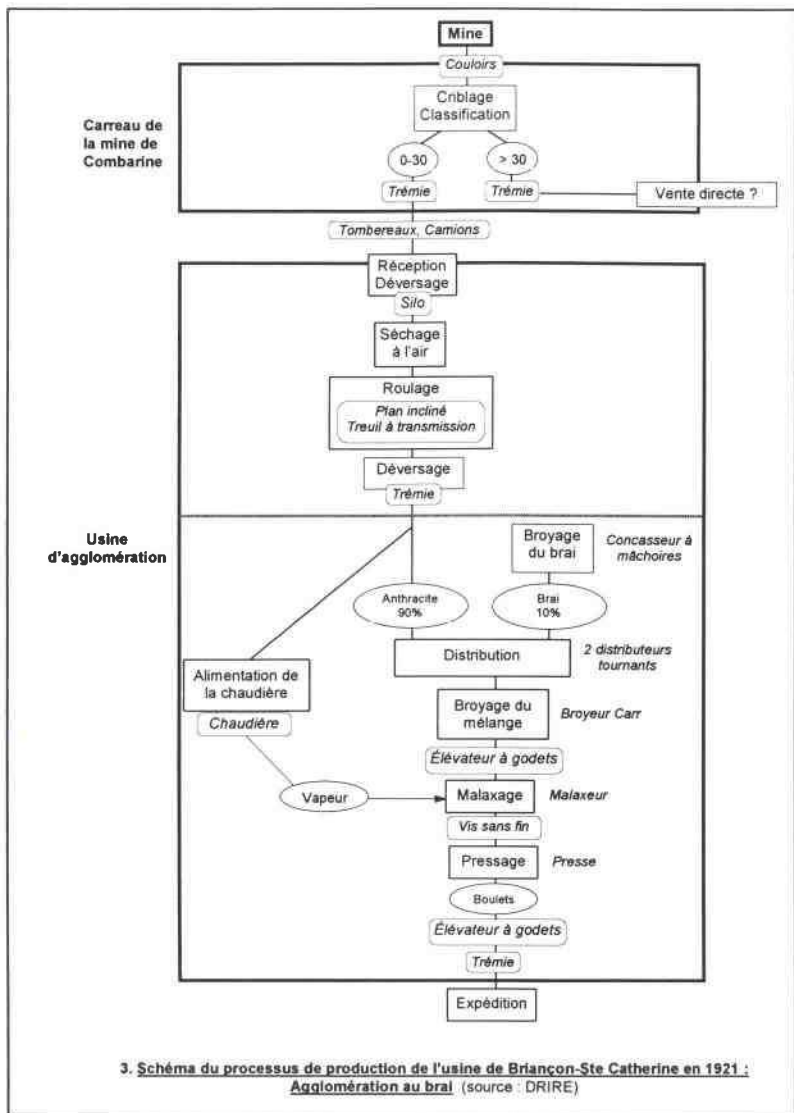 Mine
Couloirs
Criblage
Classification
Carreau de
la mine de
Combarine
0-30
> 30
Trémie
Trémie
Vente directe ?
Tombereaux, Camions
Réception
Déversage
Silo
Séchage
à l'air
Roulage
Plan incliné
Treuil à transmission
Déversage
Trémie
Usine
d'agglomération
Broyage
du brai
Concasseur à
mâchoires
Anthracite
90%
Brai
10%
Distribution
2 distributeurs
tournants
Alimentation de
la chaudière
Chaudière
Broyage du
mélange
Broyeur Carr
Élévateur à godets
Vapeur
Malaxage
Malaxeur
Vis sans fin
Pressage
Presse
Boulets
Élévateur à godets
Trémie
Expédition
3. Schéma du processus de production de l'usine de Briançon-Ste Catherine en 1921 :
Agglomération au brai (source : DRIRE)